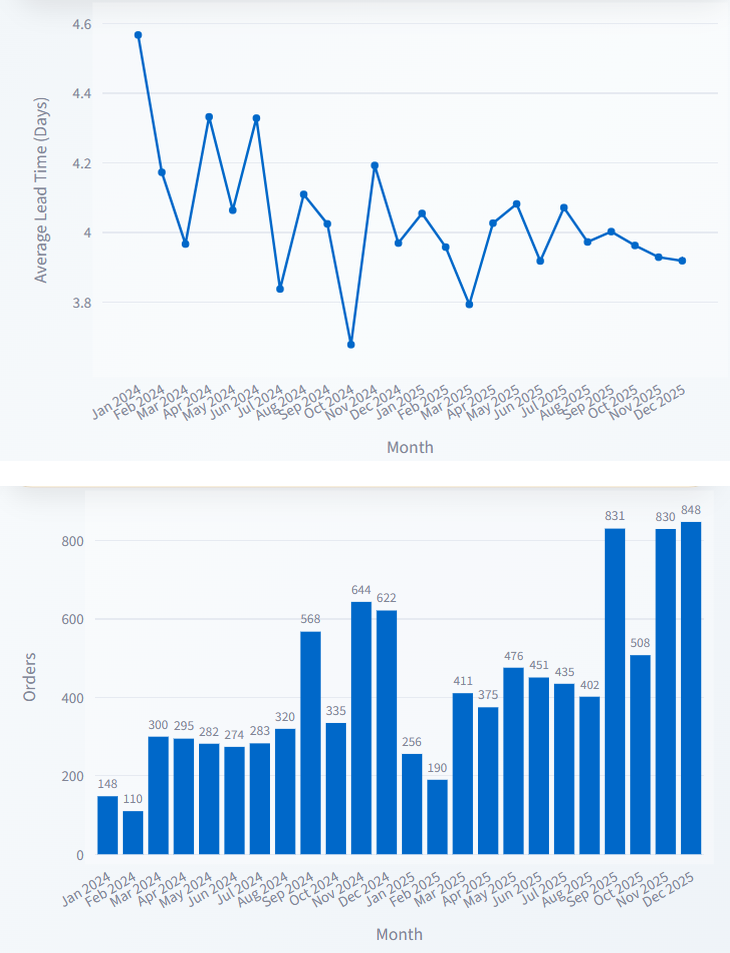 Average Lead Time (Days)
4.6
4.4
4.2
4
3.8
Jan 2024
Feb 2024
Mar 2024
Apr 2024
May 2024
Jun 2024
Jul 2024
Aug 2024
Sep 2024
Oct 2024
Nov 2024
Dec 2024
Jan 2025
Feb 2025
Mar 2025
Apr 2025
May 2025
Jun 2025
Jul 2025
Aug 2025
Sep 2025
Oct 2025
Nov 2025
Dec 2025
Month
Orders
800
600
400
200
0
148
110
300
295
282
274
283
320
568
335
644
622
256
190
411
375
476
451
435
402
831
508
830
848
Jan 2024
Feb 2024
Mar 2024
Apr 2024
May 2024
Jun 2024
Jul 2024
Aug 2024
Sep 2024
Oct 2024
Nov 2024
Dec 2024
Jan 2025
Feb 2025
Mar 2025
Apr 2025
May 2025
Jun 2025
Jul 2025
Aug 2025
Sep 2025
Oct 2025
Nov 2025
Dec 2025
Month